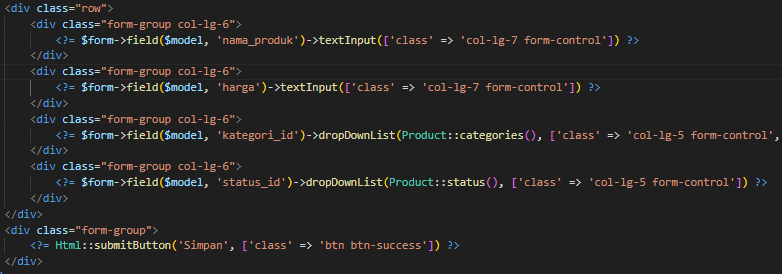 <div class="row">
<div class="form-group col-lg-6">
<?= $form->field($model, 'nama_produk')->textInput(['class' => 'col-lg-7 form-control']) ?>
</div>
<div class="form-group col-lg-6">
<?= $form->field($model, 'harga')->textInput(['class' => 'col-lg-7 form-control']) ?>
</div>
<div class="form-group col-lg-6">
<?= $form->field($model, 'kategori_id')->dropDownList(Product::categories(), ['class' => 'col-lg-5 form-control',
</div>
<div class="form-group col-lg-6">
<?= $form->field($model, 'status_id')->dropDownList(Product::status(), ['class' => 'col-lg-5 form-control']) ?>
</div>
</div>
<div class="form-group">
<?= Html::submitButton('Simpan', ['class' => 'btn btn-success']) ?>
</div>